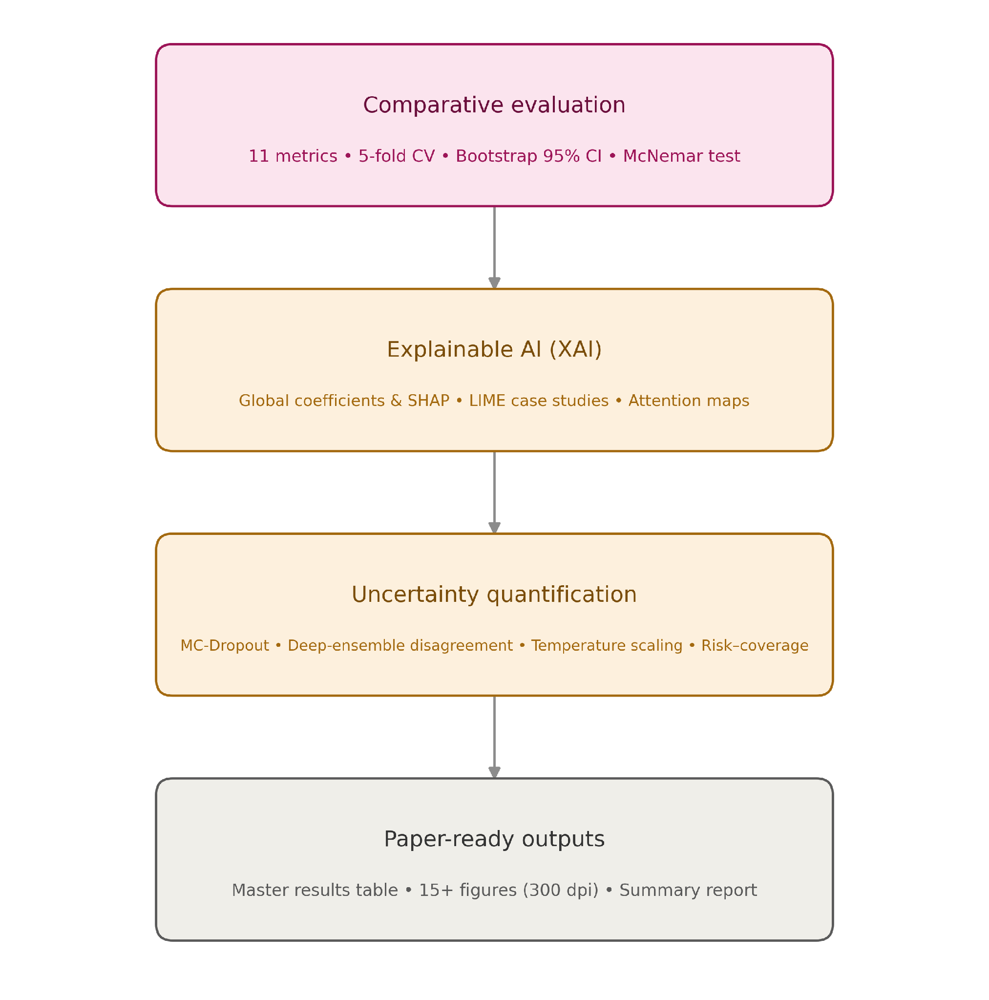 Comparative evaluation
11 metrics • 5-fold CV • Bootstrap 95% CI • McNemar test
Explainable AI (XAI)
Global coefficients & SHAP • LIME case studies • Attention maps
Uncertainty quantification
MC-Dropout • Deep-ensemble disagreement • Temperature scaling • Risk–coverage
Paper-ready outputs
Master results table • 15+ figures (300 dpi) • Summary report